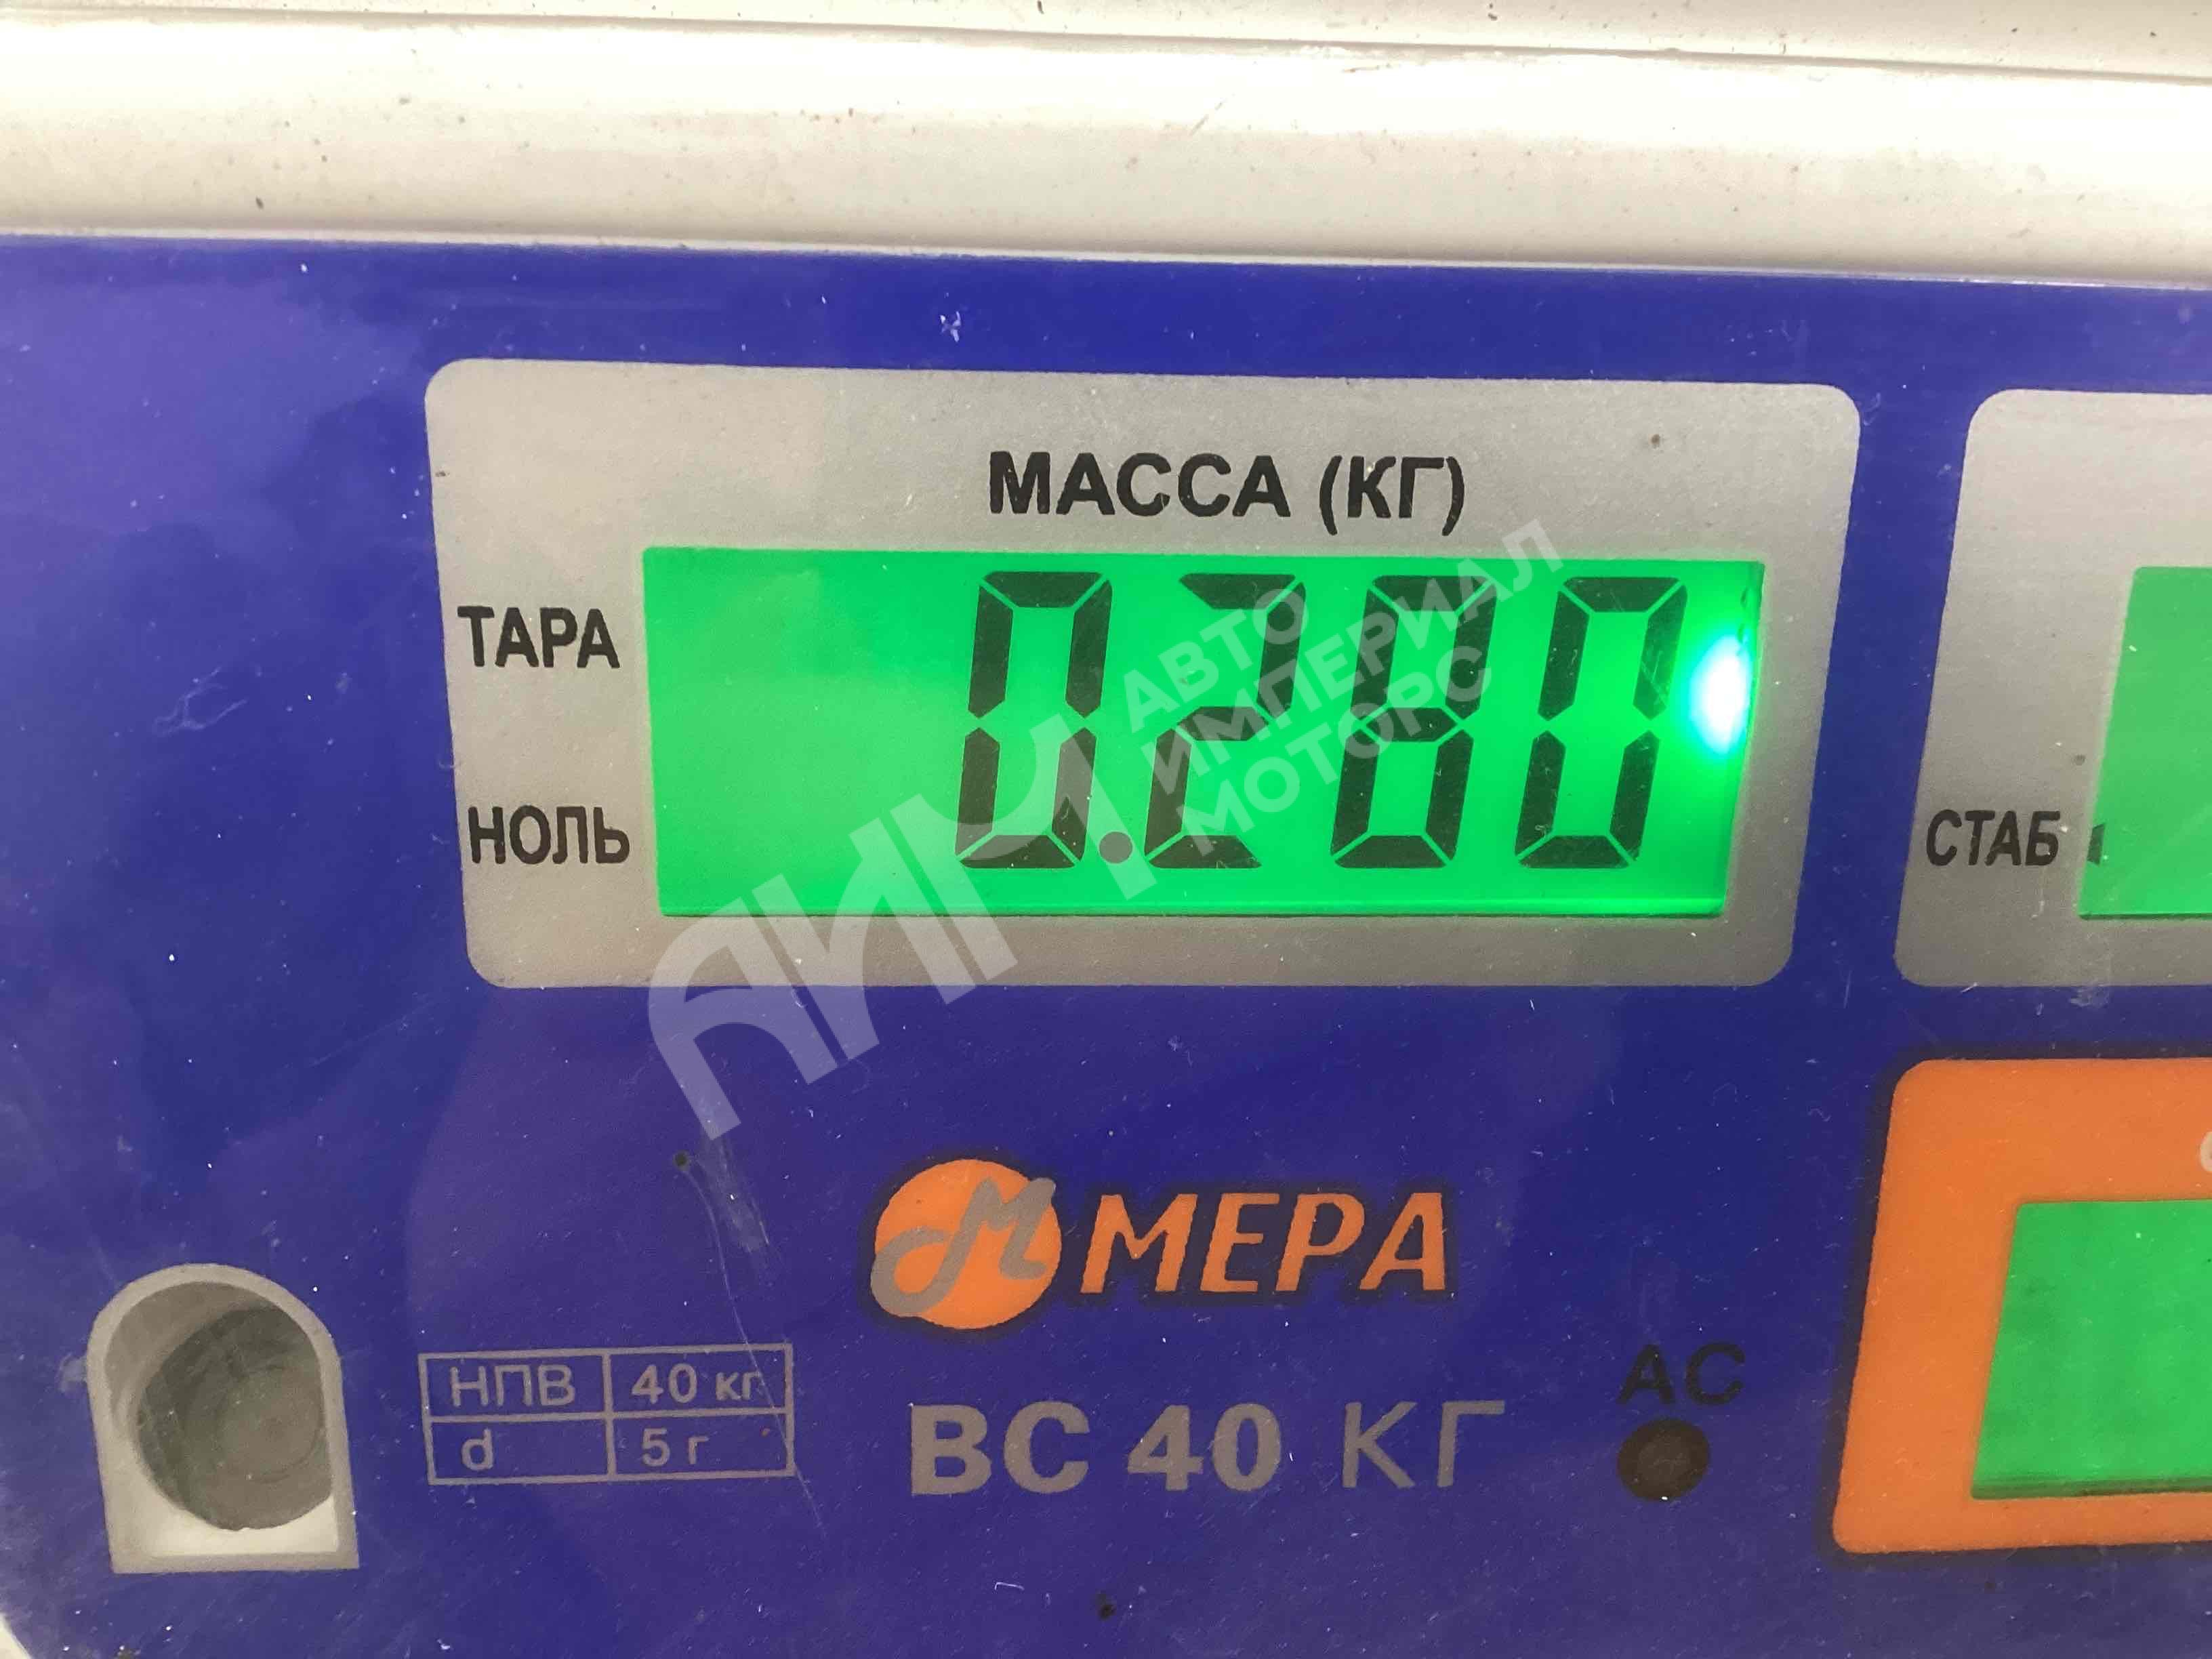 МАССА (КГ)
ТАРА
0.280
НОЛЬ
СТАБ
АИМ
АВТО
ИМПЕРИАЛ
МОТОРС
МЕРА
НПВ 40 кг
d 5 г
ВС 40 КГ
АС